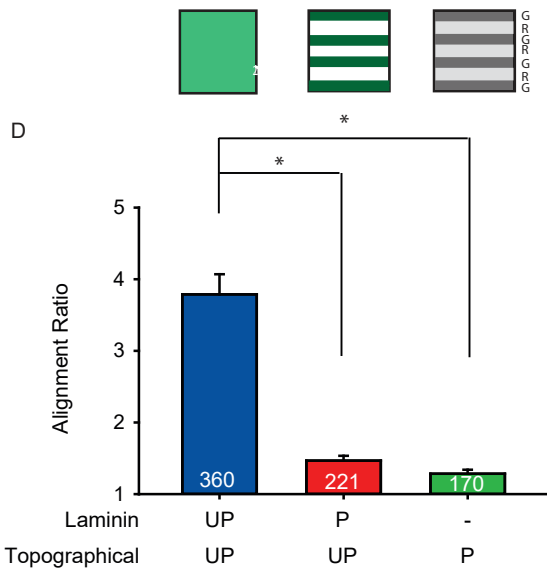 G
R
G
R
G
R
G
D
*
*
5
4
3
2
1
Alignment Ratio
360 221 170
Laminin UP P -
Topographical UP UP P